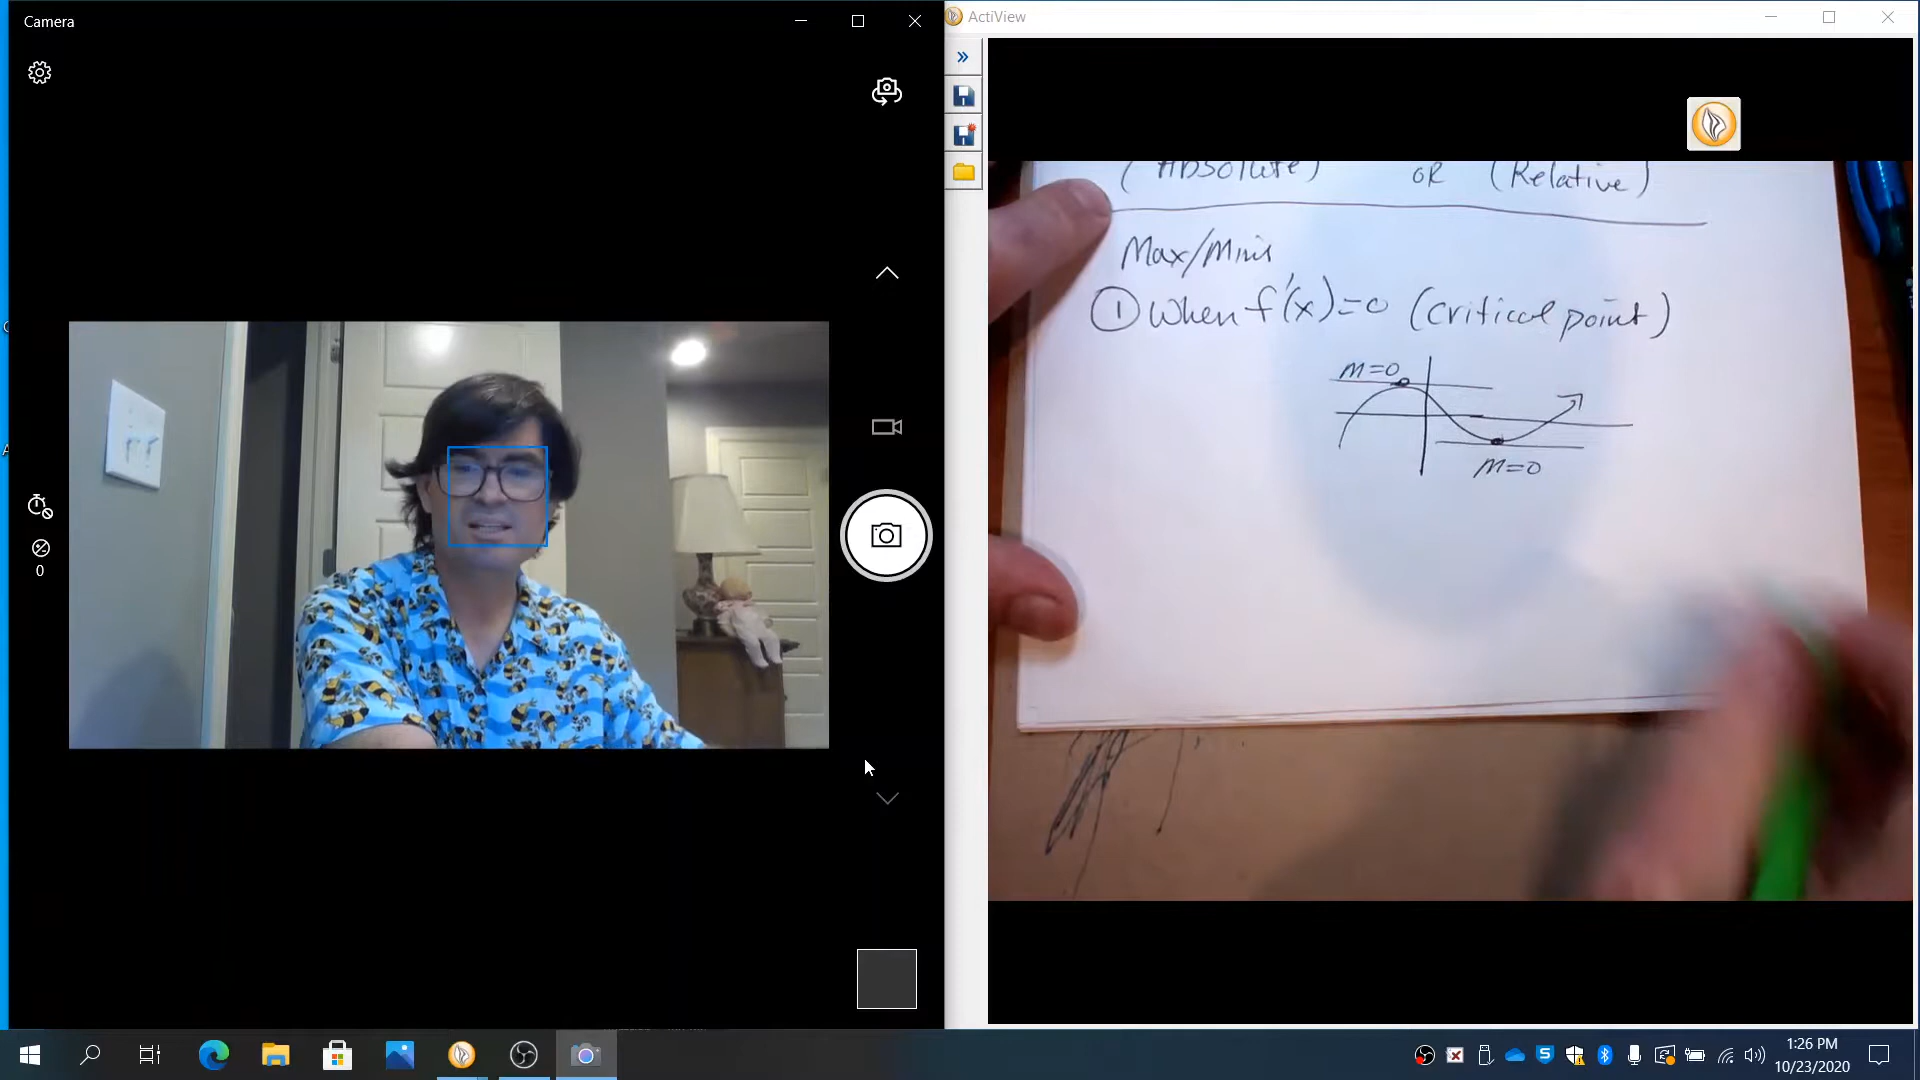 Camera
ActiView
0
(Absolute) OR (Relative)
Max/Mins
① When f'(x)=0 (critical point)
m=0
m=0
1:26 PM
10/23/2020